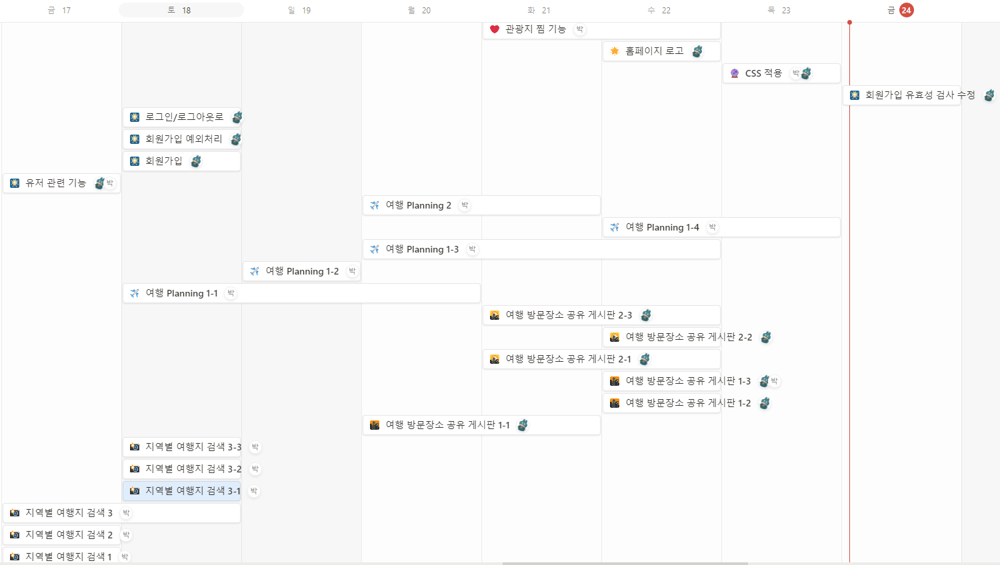 금 17 토 18 일 19 월 20 화 21 수 22 목 23 금 24
관광지 찜 기능 박
홈페이지 로고
CSS 적용 박
회원가입 유효성 검사 수정
로그인/로그아웃로
회원가입 예외처리
회원가입
유저 관련 기능 박
여행 Planning 2 박
여행 Planning 1-4 박
여행 Planning 1-3 박
여행 Planning 1-2 박
여행 Planning 1-1 박
여행 방문장소 공유 게시판 2-3
여행 방문장소 공유 게시판 2-2
여행 방문장소 공유 게시판 2-1
여행 방문장소 공유 게시판 1-3 박
여행 방문장소 공유 게시판 1-2
여행 방문장소 공유 게시판 1-1
지역별 여행지 검색 3-3 박
지역별 여행지 검색 3-2 박
지역별 여행지 검색 3-1 박
지역별 여행지 검색 3 박
지역별 여행지 검색 2 박
지역별 여행지 검색 1 박